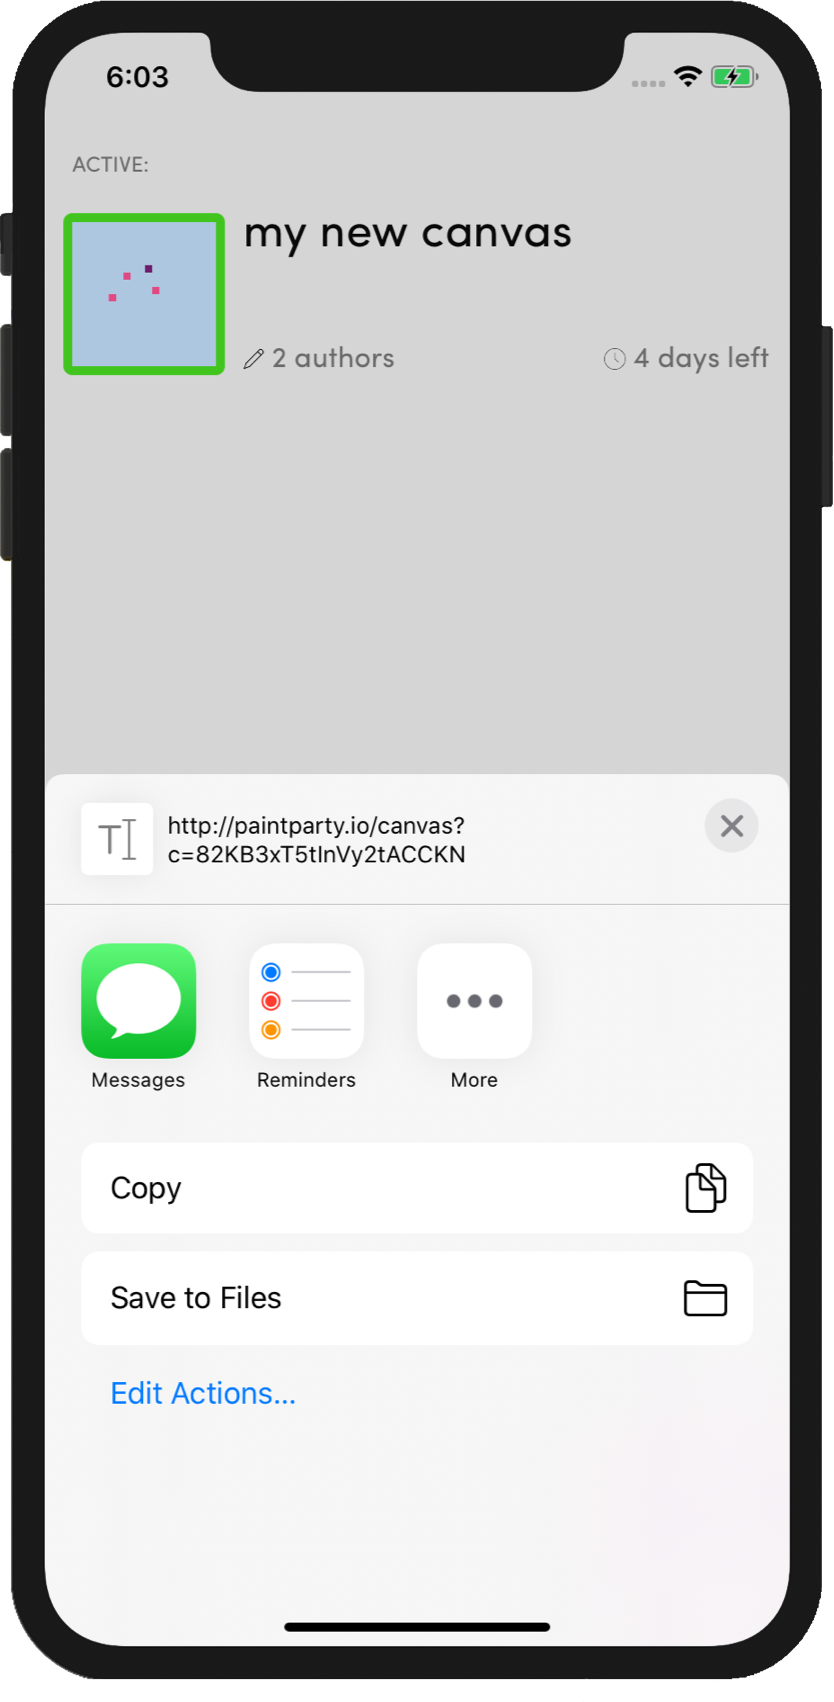 6:03
ACTIVE:
my new canvas
2 authors
4 days left
http://paintparty.io/canvas?
c=82KB3xT5tInVy2tACCKN
Messages
Reminders
More
Copy
Save to Files
Edit Actions...